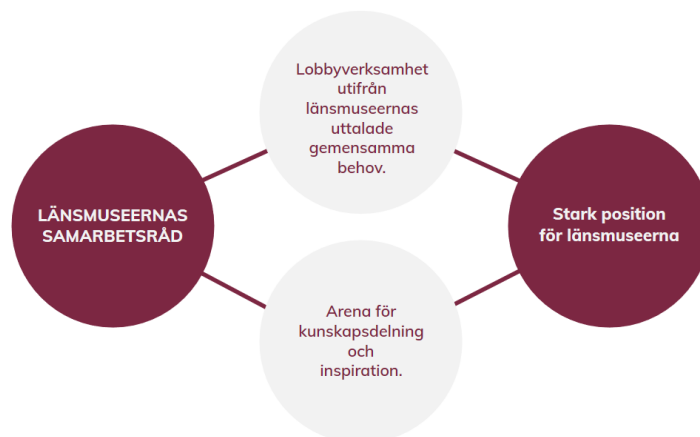 Lobbyverksamhet
utifrån
länsmuseernas
uttalade
gemensamma
behov.
LÄNSMUSEERNAS
SAMARBETSRÅD
Stark position
för länsmuseerna
Arena för
kunskapsdelning
och
inspiration.